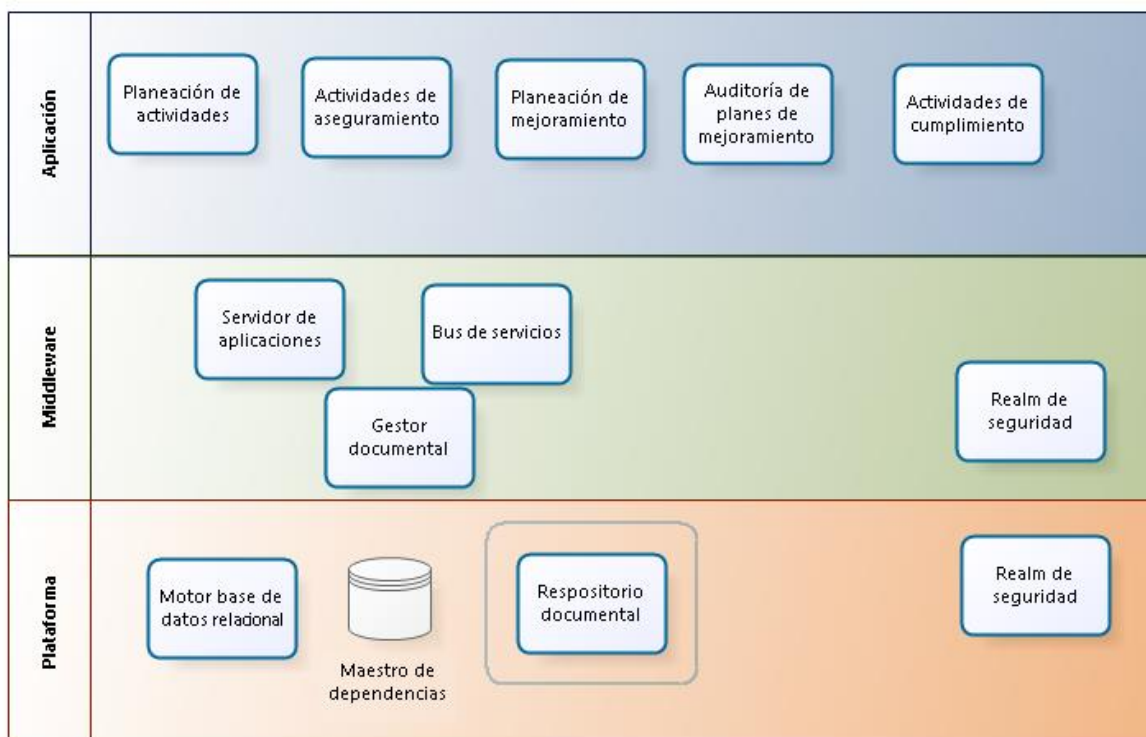 Aplicación
Planeación de
actividades
Actividades de
aseguramiento
Planeación de
mejoramiento
Auditoría de
planes de
mejoramiento
Actividades de
cumplimiento
Middleware
Servidor de
aplicaciones
Bus de servicios
Gestor
documental
Realm de
seguridad
Plataforma
Motor base de
datos relacional
Maestro de
dependencias
Respositorio
documental
Realm de
seguridad